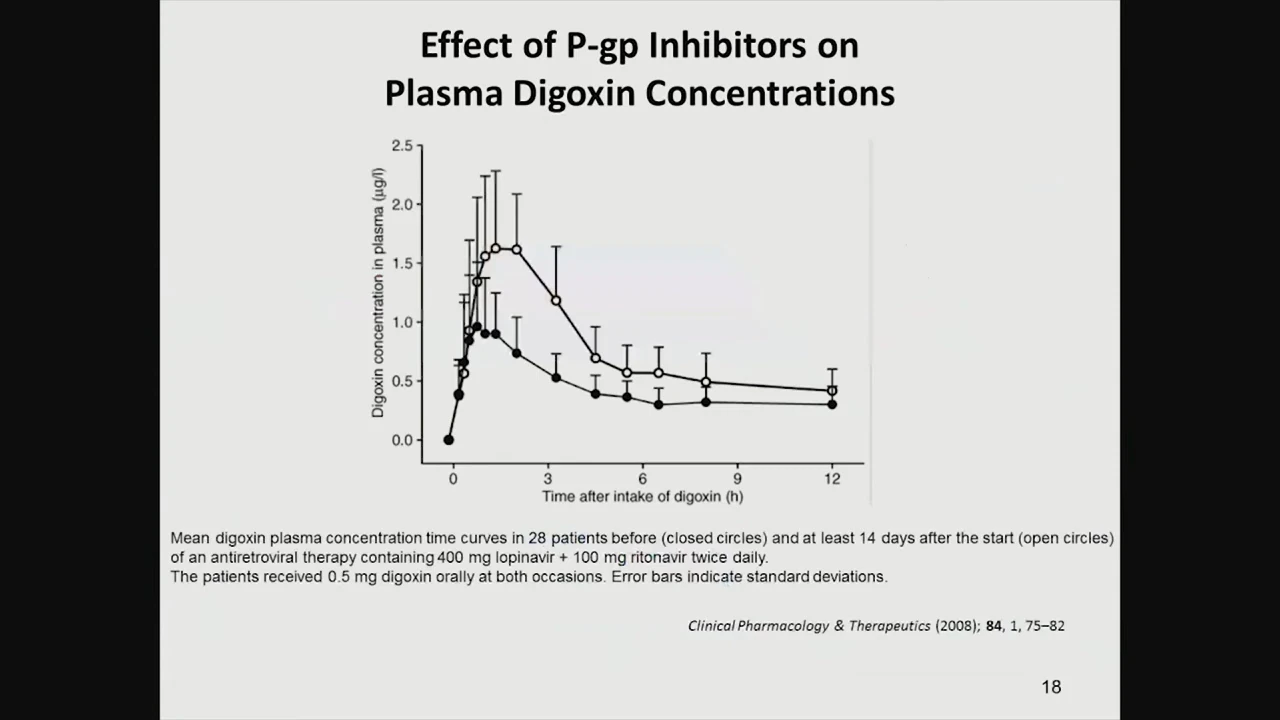 Effect of P-gp Inhibitors on
Plasma Digoxin Concentrations
Digoxin concentration in plasma (µg/l)
2.5
2.0
1.5
1.0
0.5
0.0
0 3 6 9 12
Time after intake of digoxin (h)
Mean digoxin plasma concentration time curves in 28 patients before (closed circles) and at least 14 days after the start (open circles)
of an antiretroviral therapy containing 400 mg lopinavir + 100 mg ritonavir twice daily.
The patients received 0.5 mg digoxin orally at both occasions. Error bars indicate standard deviations.
Clinical Pharmacology & Therapeutics (2008); 84, 1, 75–82
18